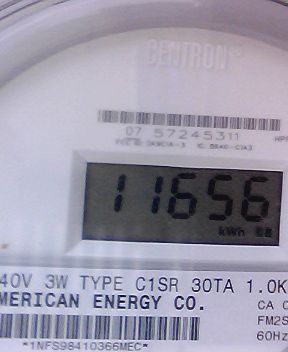 CENTRON®
07 57245311
11656
kWh
40V 3W TYPE C1SR 30TA 1.0K
MERICAN ENERGY CO.
CA
FM2S
60Hz
*1NFS98410366MEC*